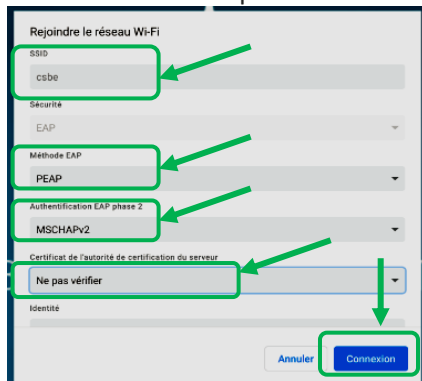 Rejoindre le réseau Wi-Fi
SSID
csbe
Sécurité
EAP
Méthode EAP
PEAP
Authentification EAP phase 2
MSCHAPv2
Certificat de l'autorité de certification du serveur
Ne pas vérifier
Identité
Annuler Connexion